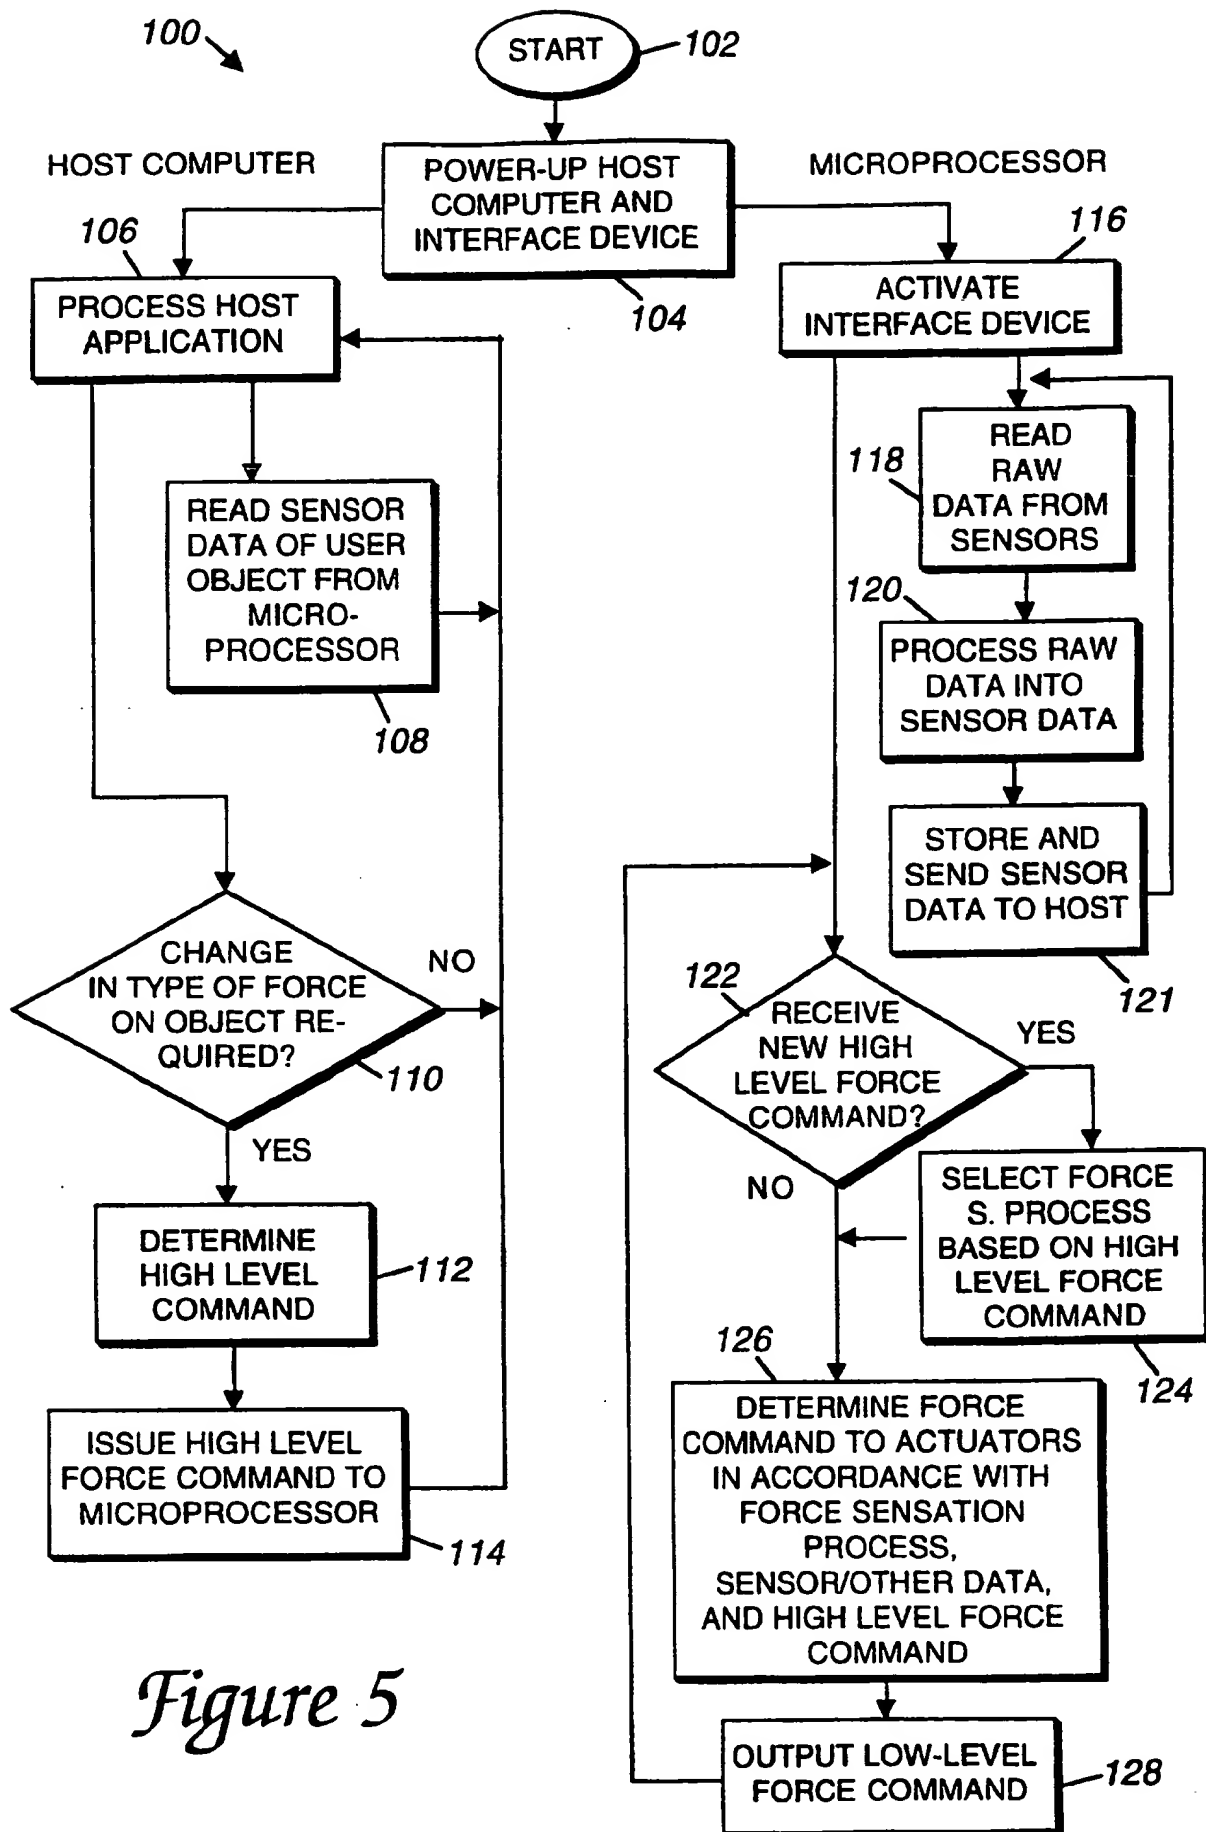 100
START
102
HOST COMPUTER
POWER-UP HOST
COMPUTER AND
INTERFACE DEVICE
104
MICROPROCESSOR
106
PROCESS HOST
APPLICATION
READ SENSOR
DATA OF USER
OBJECT FROM
MICRO-
PROCESSOR
108
CHANGE
IN TYPE OF FORCE
ON OBJECT RE-
QUIRED?
110
NO
YES
DETERMINE
HIGH LEVEL
COMMAND
112
ISSUE HIGH LEVEL
FORCE COMMAND TO
MICROPROCESSOR
114
116
ACTIVATE
INTERFACE DEVICE
118
READ
RAW
DATA FROM
SENSORS
120
PROCESS RAW
DATA INTO
SENSOR DATA
STORE AND
SEND SENSOR
DATA TO HOST
121
122
RECEIVE
NEW HIGH
LEVEL FORCE
COMMAND?
YES
NO
SELECT FORCE
S. PROCESS
BASED ON HIGH
LEVEL FORCE
COMMAND
124
126
DETERMINE FORCE
COMMAND TO ACTUATORS
IN ACCORDANCE WITH
FORCE SENSATION
PROCESS,
SENSOR/OTHER DATA,
AND HIGH LEVEL FORCE
COMMAND
OUTPUT LOW-LEVEL
FORCE COMMAND
128
Figure 5